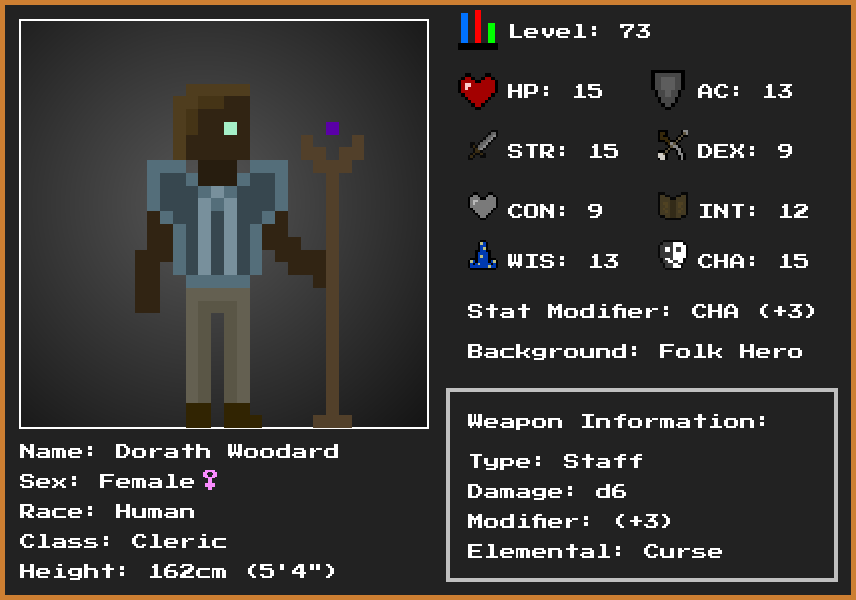 Level: 73
HP: 15 AC: 13
STR: 15 DEX: 9
CON: 9 INT: 12
WIS: 13 CHA: 15
Stat Modifier: CHA (+3)
Background: Folk Hero
Weapon Information:
Type: Staff
Damage: d6
Modifier: (+3)
Elemental: Curse
Name: Dorath Woodard
Sex: Female♀
Race: Human
Class: Cleric
Height: 162cm (5'4")